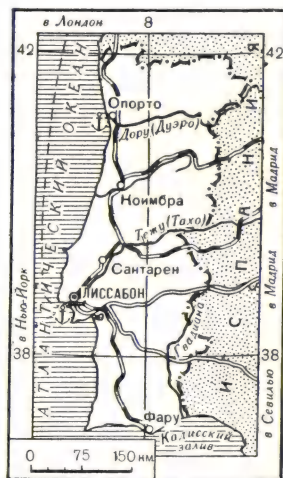 в Лондон
8
42
42
АТЛАНТИЧЕСКИЙ ОКЕАН
ИСПАНИЯ
Опорто
Дору (Дуэро)
Коимбра
в Мадрид
Тежу (Тахо)
Сантарен
ЛИССАБОН
в Мадрид
в Нью-Йорк
Гвадиана
38
38
Фару
Кадисский
залив
в Севилью
0 75 150 км